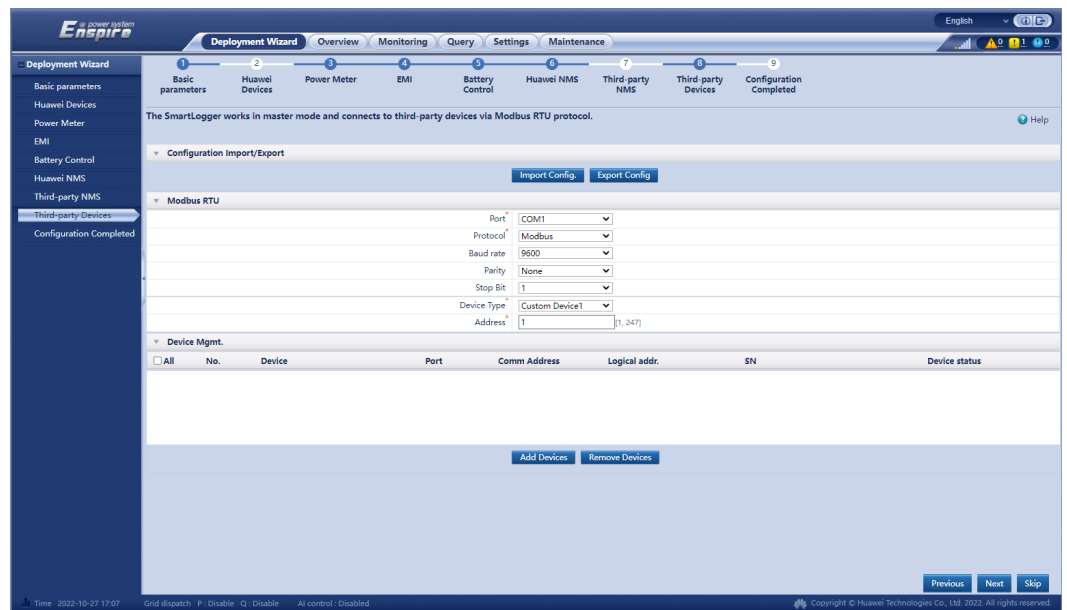 e power system
Enspire
English
Deployment Wizard Overview Monitoring Query Settings Maintenance
0 1 0
Deployment Wizard
Basic parameters
Huawei Devices
Power Meter
EMI
Battery Control
Huawei NMS
Third-party NMS
Third-party Devices
Configuration Completed
1 2 3 4 5 6 7 8 9
Basic parameters
Huawei Devices
Power Meter
EMI
Battery Control
Huawei NMS
Third-party NMS
Third-party Devices
Configuration Completed
The SmartLogger works in master mode and connects to third-party devices via Modbus RTU protocol.
Help
Configuration Import/Export
Import Config. Export Config
Modbus RTU
Port* COM1
Protocol* Modbus
Baud rate 9600
Parity None
Stop Bit 1
Device Type* Custom Device1
Address* 1 [1, 247]
Device Mgmt.
All No. Device Port Comm Address Logical addr. SN Device status
Add Devices Remove Devices
Previous Next Skip
Time 2022-10-27 17:07 Grid dispatch P : Disable Q : Disable AI control : Disabled Copyright © Huawei Technologies Co., Ltd. 2022. All rights reserved.